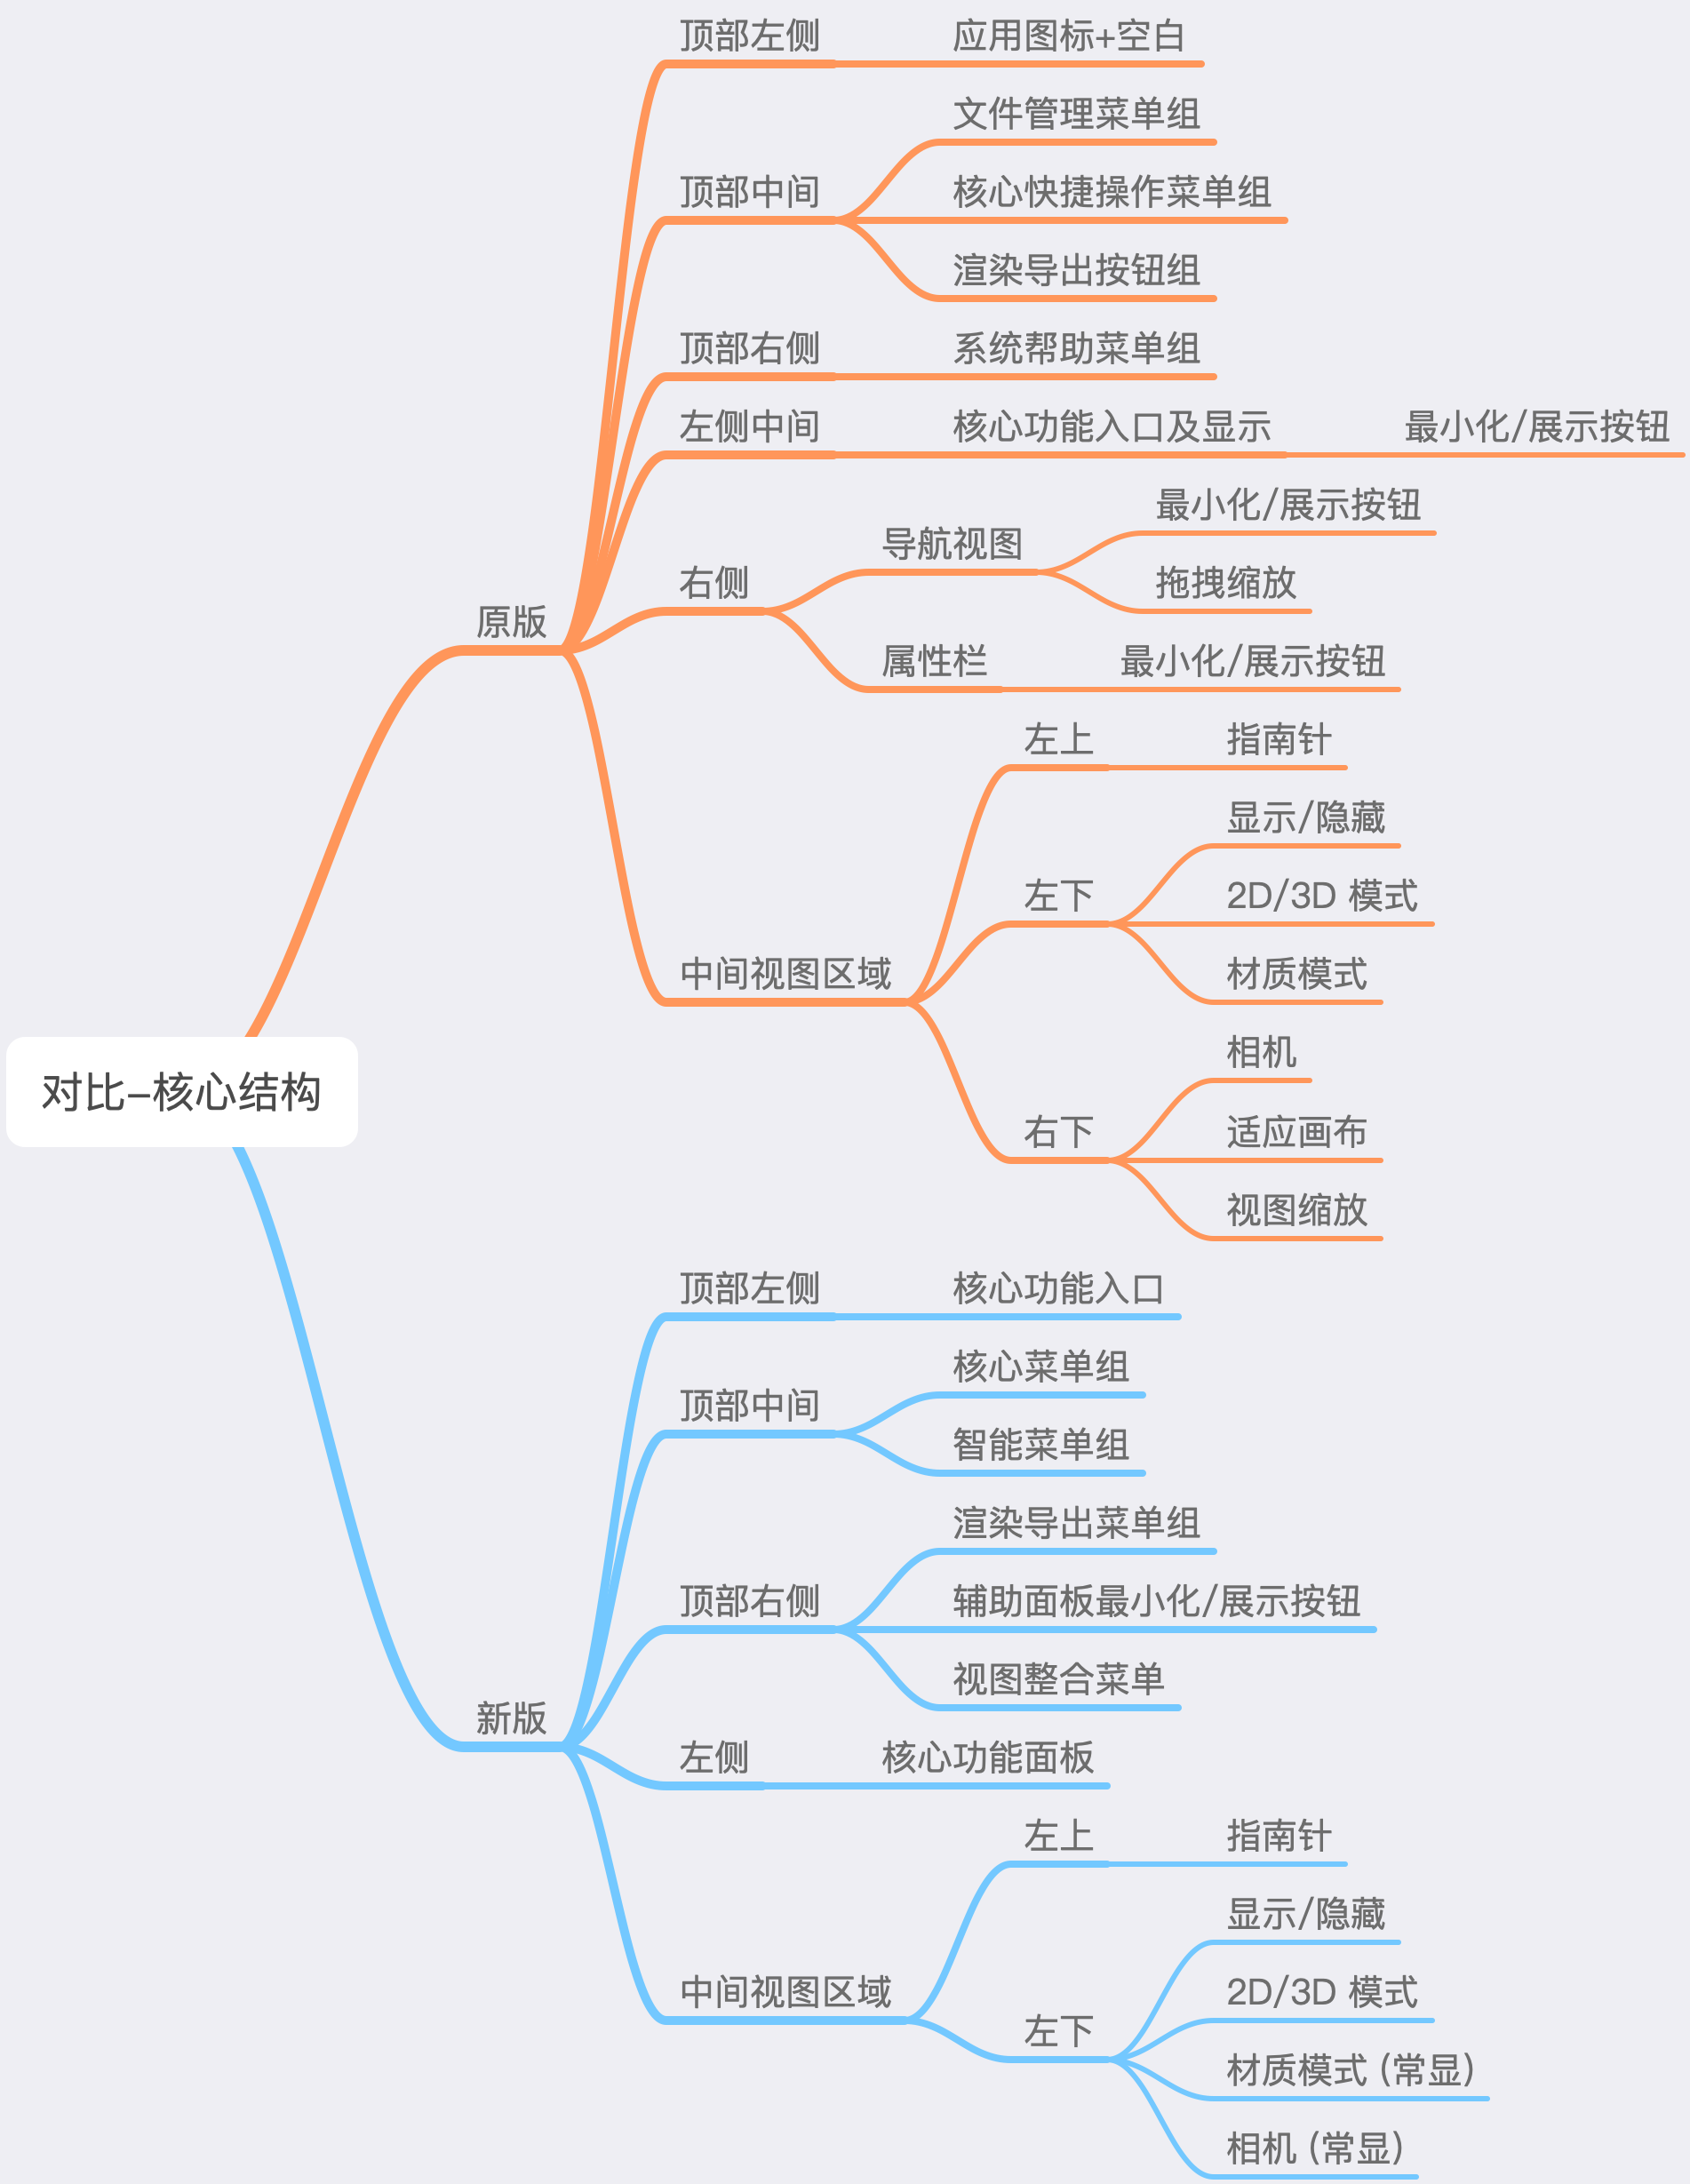 对比-核心结构
原版
顶部左侧
应用图标+空白
顶部中间
文件管理菜单组
核心快捷操作菜单组
渲染导出按钮组
顶部右侧
系统帮助菜单组
左侧中间
核心功能入口及显示
最小化/展示按钮
右侧
导航视图
最小化/展示按钮
拖拽缩放
属性栏
最小化/展示按钮
中间视图区域
左上
指南针
左下
显示/隐藏
2D/3D 模式
材质模式
右下
相机
适应画布
视图缩放
新版
顶部左侧
核心功能入口
顶部中间
核心菜单组
智能菜单组
顶部右侧
渲染导出菜单组
辅助面板最小化/展示按钮
视图整合菜单
左侧
核心功能面板
中间视图区域
左上
指南针
左下
显示/隐藏
2D/3D 模式
材质模式 (常显)
相机 (常显)